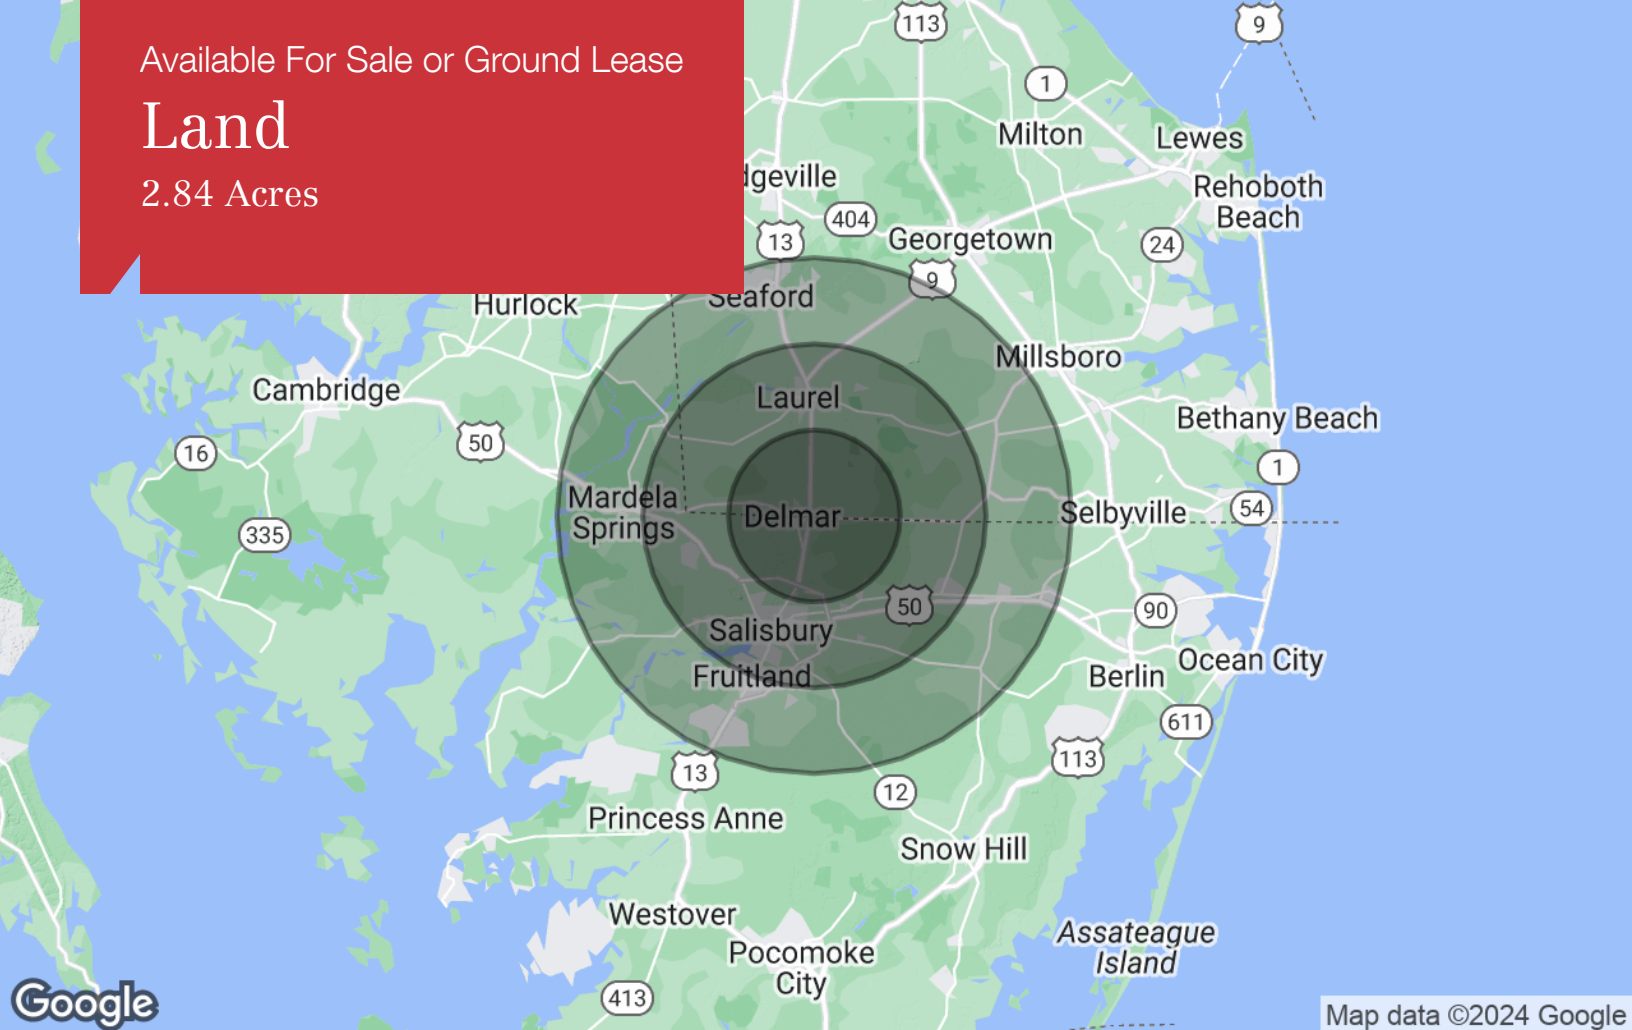 Available For Sale or Ground Lease
Land
2.84 Acres
113
9
1
Milton
Lewes
dgeville
Rehoboth
Beach
404
13
Georgetown
24
9
Seaford
Hurlock
Millsboro
Cambridge
Laurel
Bethany Beach
50
16
1
Mardela
Springs
Delmar
Selbyville
54
335
50
90
Salisbury
Ocean City
Fruitland
Berlin
611
113
13
12
Princess Anne
Snow Hill
Westover
Assateague
Island
Pocomoke
City
413
Google
Map data ©2024 Google